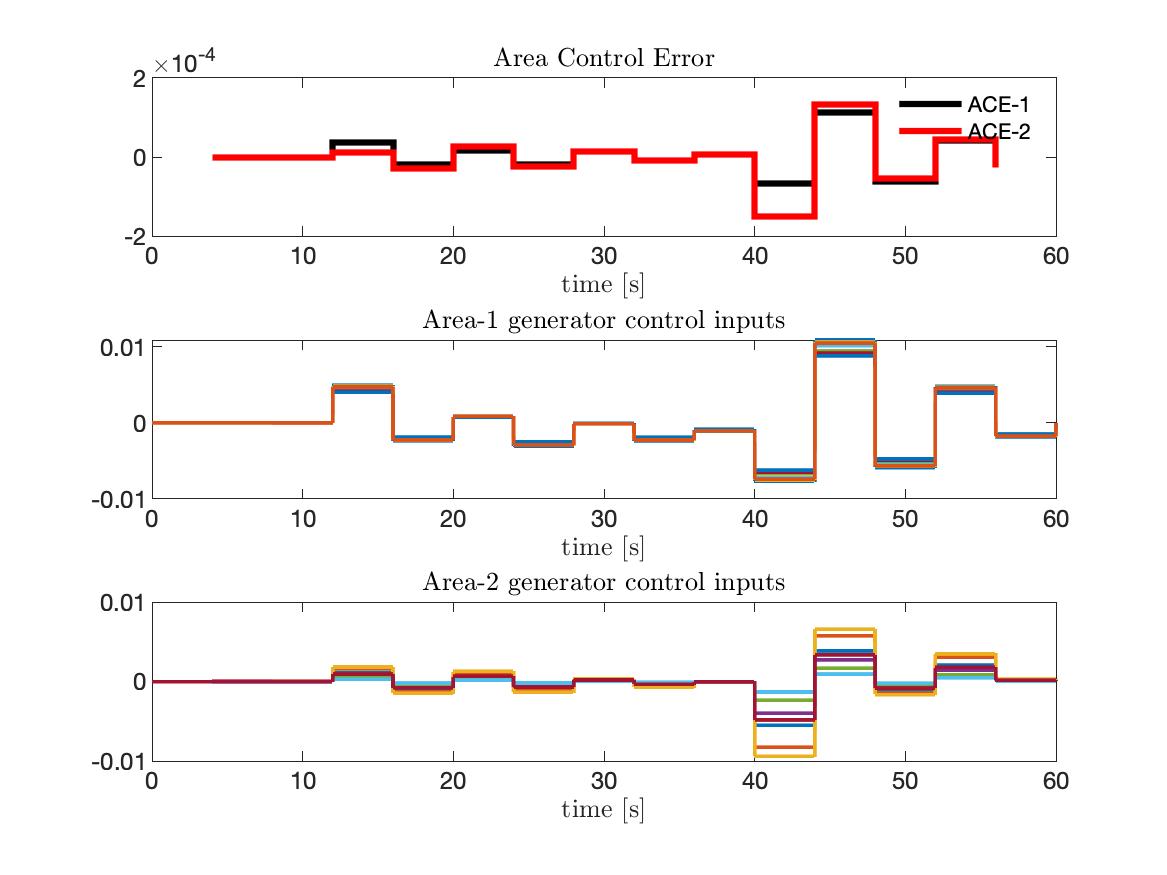 Area Control Error
×10-4
2
0
-2
ACE-1
ACE-2
0 10 20 30 40 50 60
time [s]
Area-1 generator control inputs
0.01
0
-0.01
0 10 20 30 40 50 60
time [s]
Area-2 generator control inputs
0.01
0
-0.01
0 10 20 30 40 50 60
time [s]